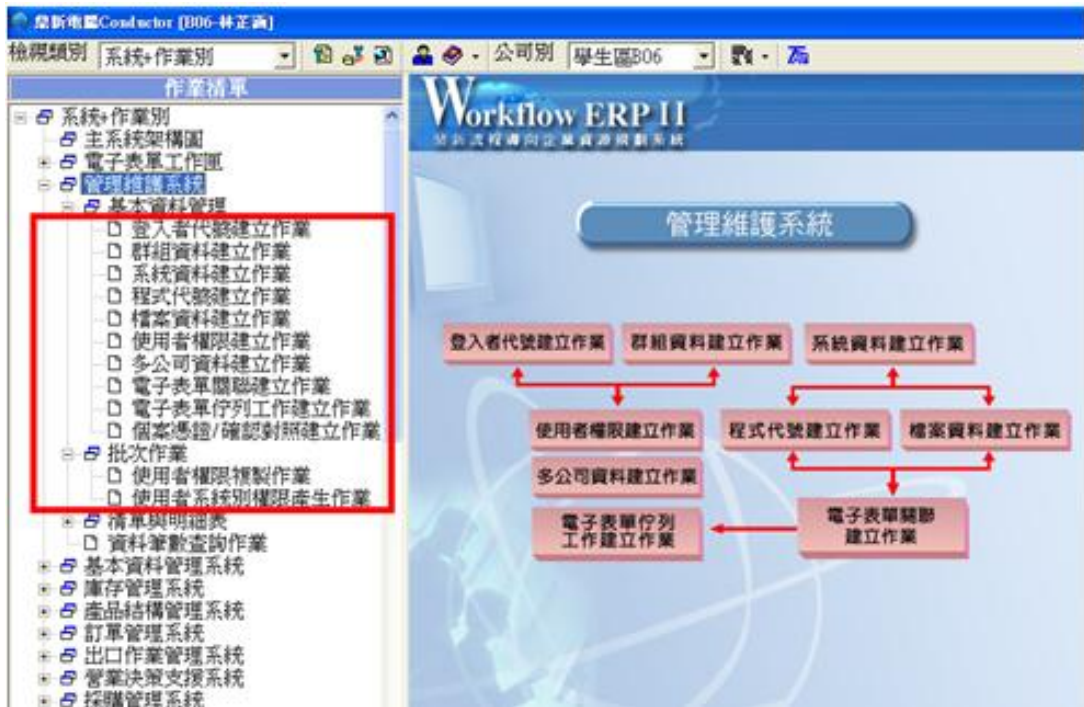 鼎新電腦Conductor [B06-林芷涵]
檢視類別 系統+作業別 公司別 學生區B06
作業清單
系統+作業別
主系統架構圖
電子表單工作匣
管理維護系統
基本資料管理
登入者代號建立作業
群組資料建立作業
系統資料建立作業
程式代號建立作業
檔案資料建立作業
使用者權限建立作業
多公司資料建立作業
電子表單關聯建立作業
電子表單佇列工作建立作業
個案憑證/確認對照建立作業
批次作業
使用者權限複製作業
使用者系統別權限產生作業
清單與明細表
資料筆數查詢作業
基本資料管理系統
庫存管理系統
產品結構管理系統
訂單管理系統
出口作業管理系統
營業決策支援系統
採購管理系統
Workflow ERP II
鼎新流程導向企業資源規劃系統
管理維護系統
登入者代號建立作業
群組資料建立作業
系統資料建立作業
使用者權限建立作業
程式代號建立作業
檔案資料建立作業
多公司資料建立作業
電子表單佇列
工作建立作業
電子表單關聯
建立作業